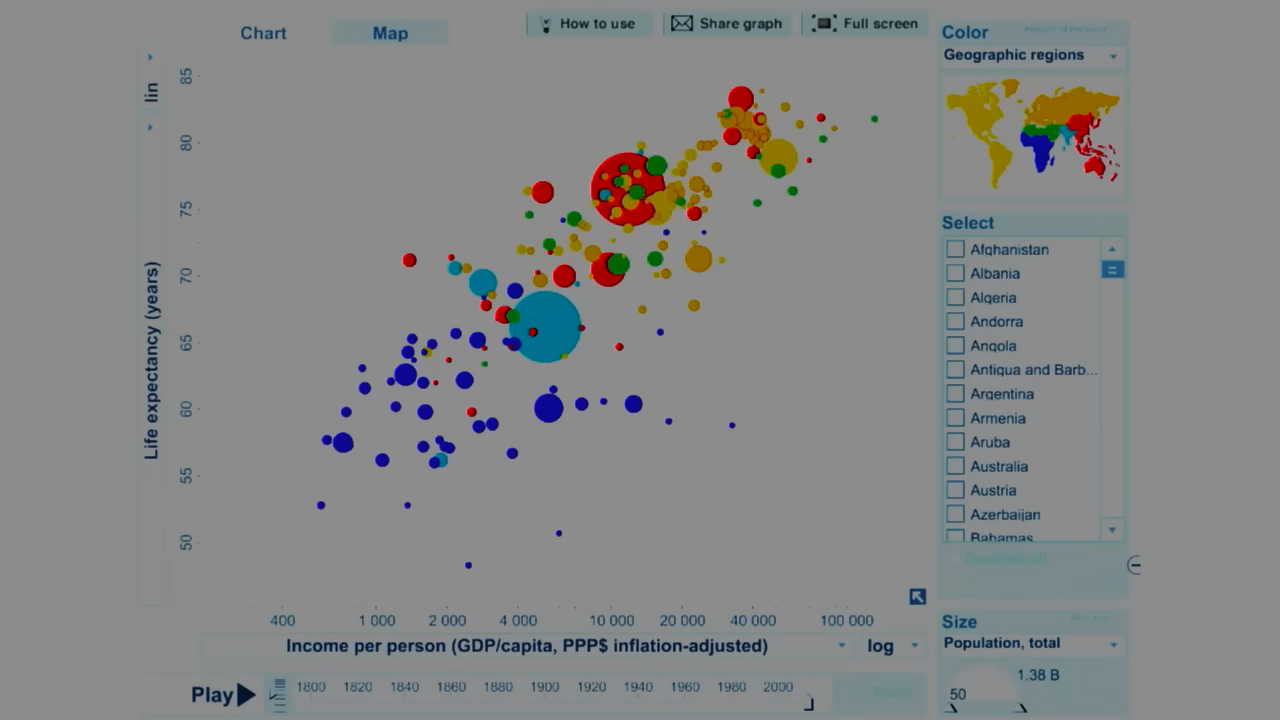 Chart
Map
How to use
Share graph
Full screen
Color
Geographic regions
lin
Life expectancy (years)
85
80
75
70
65
60
55
50
Select
Afghanistan
Albania
Algeria
Andorra
Angola
Antigua and Barb...
Argentina
Armenia
Aruba
Australia
Austria
Azerbaijan
Bahamas
400
1 000
2 000
4 000
10 000
20 000
40 000
100 000
Income per person (GDP/capita, PPP$ inflation-adjusted)
log
Size
Population, total
1.38 B
50
Play
1800
1820
1840
1860
1880
1900
1920
1940
1960
1980
2000